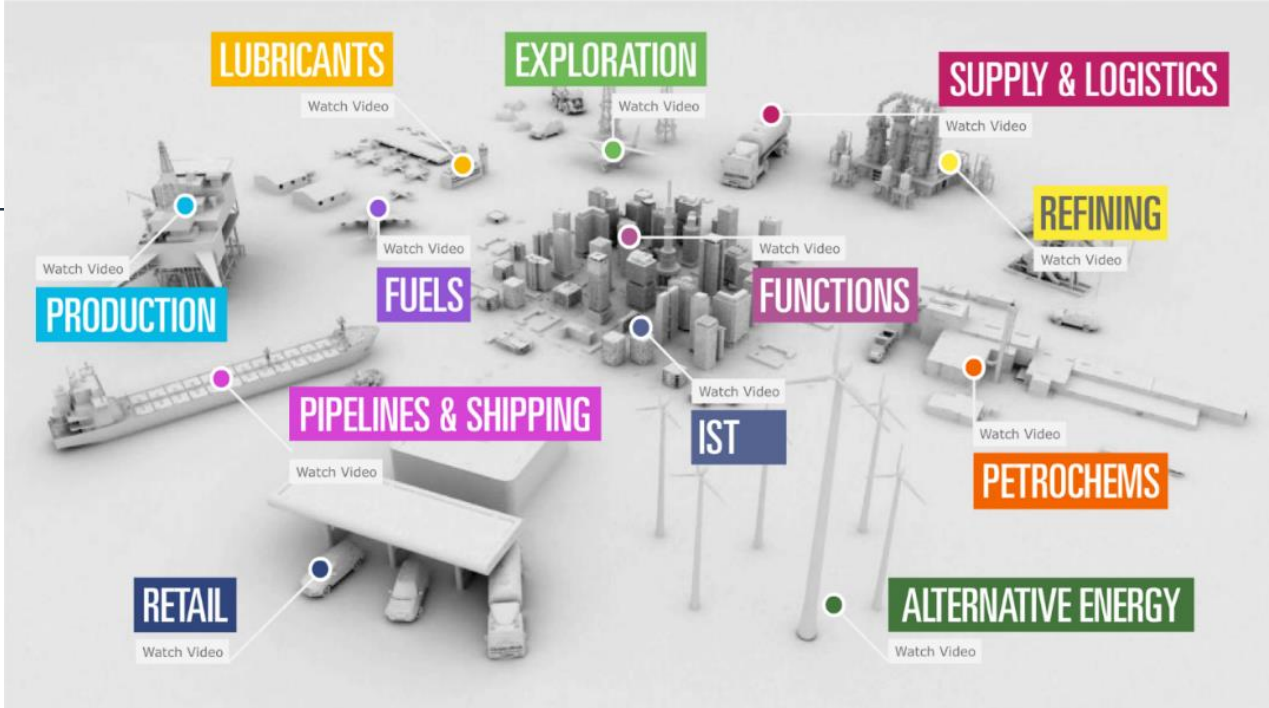 LUBRICANTS
Watch Video
EXPLORATION
Watch Video
SUPPLY & LOGISTICS
Watch Video
REFINING
Watch Video
Watch Video
PRODUCTION
Watch Video
FUELS
Watch Video
FUNCTIONS
PIPELINES & SHIPPING
Watch Video
Watch Video
IST
Watch Video
PETROCHEMS
RETAIL
Watch Video
ALTERNATIVE ENERGY
Watch Video